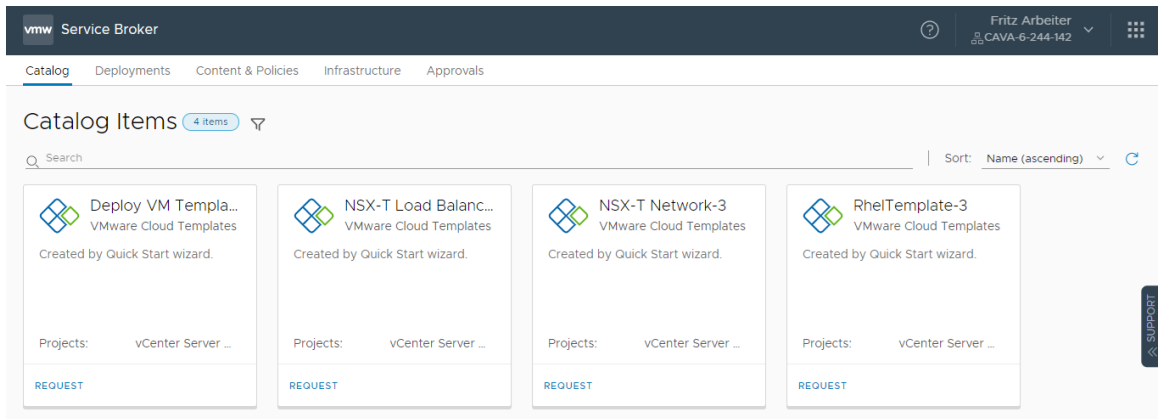 vmw Service Broker
Fritz Arbeiter
CAVA-6-244-142
Catalog Deployments Content & Policies Infrastructure Approvals
Catalog Items 4 items
Search
Sort: Name (ascending)
Deploy VM Templa...
VMware Cloud Templates
Created by Quick Start wizard.
Projects: vCenter Server ...
REQUEST
NSX-T Load Balanc...
VMware Cloud Templates
Created by Quick Start wizard.
Projects: vCenter Server ...
REQUEST
NSX-T Network-3
VMware Cloud Templates
Created by Quick Start wizard.
Projects: vCenter Server ...
REQUEST
RhelTemplate-3
VMware Cloud Templates
Created by Quick Start wizard.
Projects: vCenter Server ...
REQUEST
SUPPORT